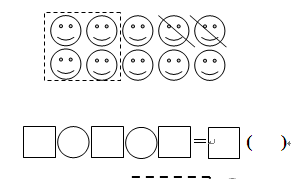 = (  )